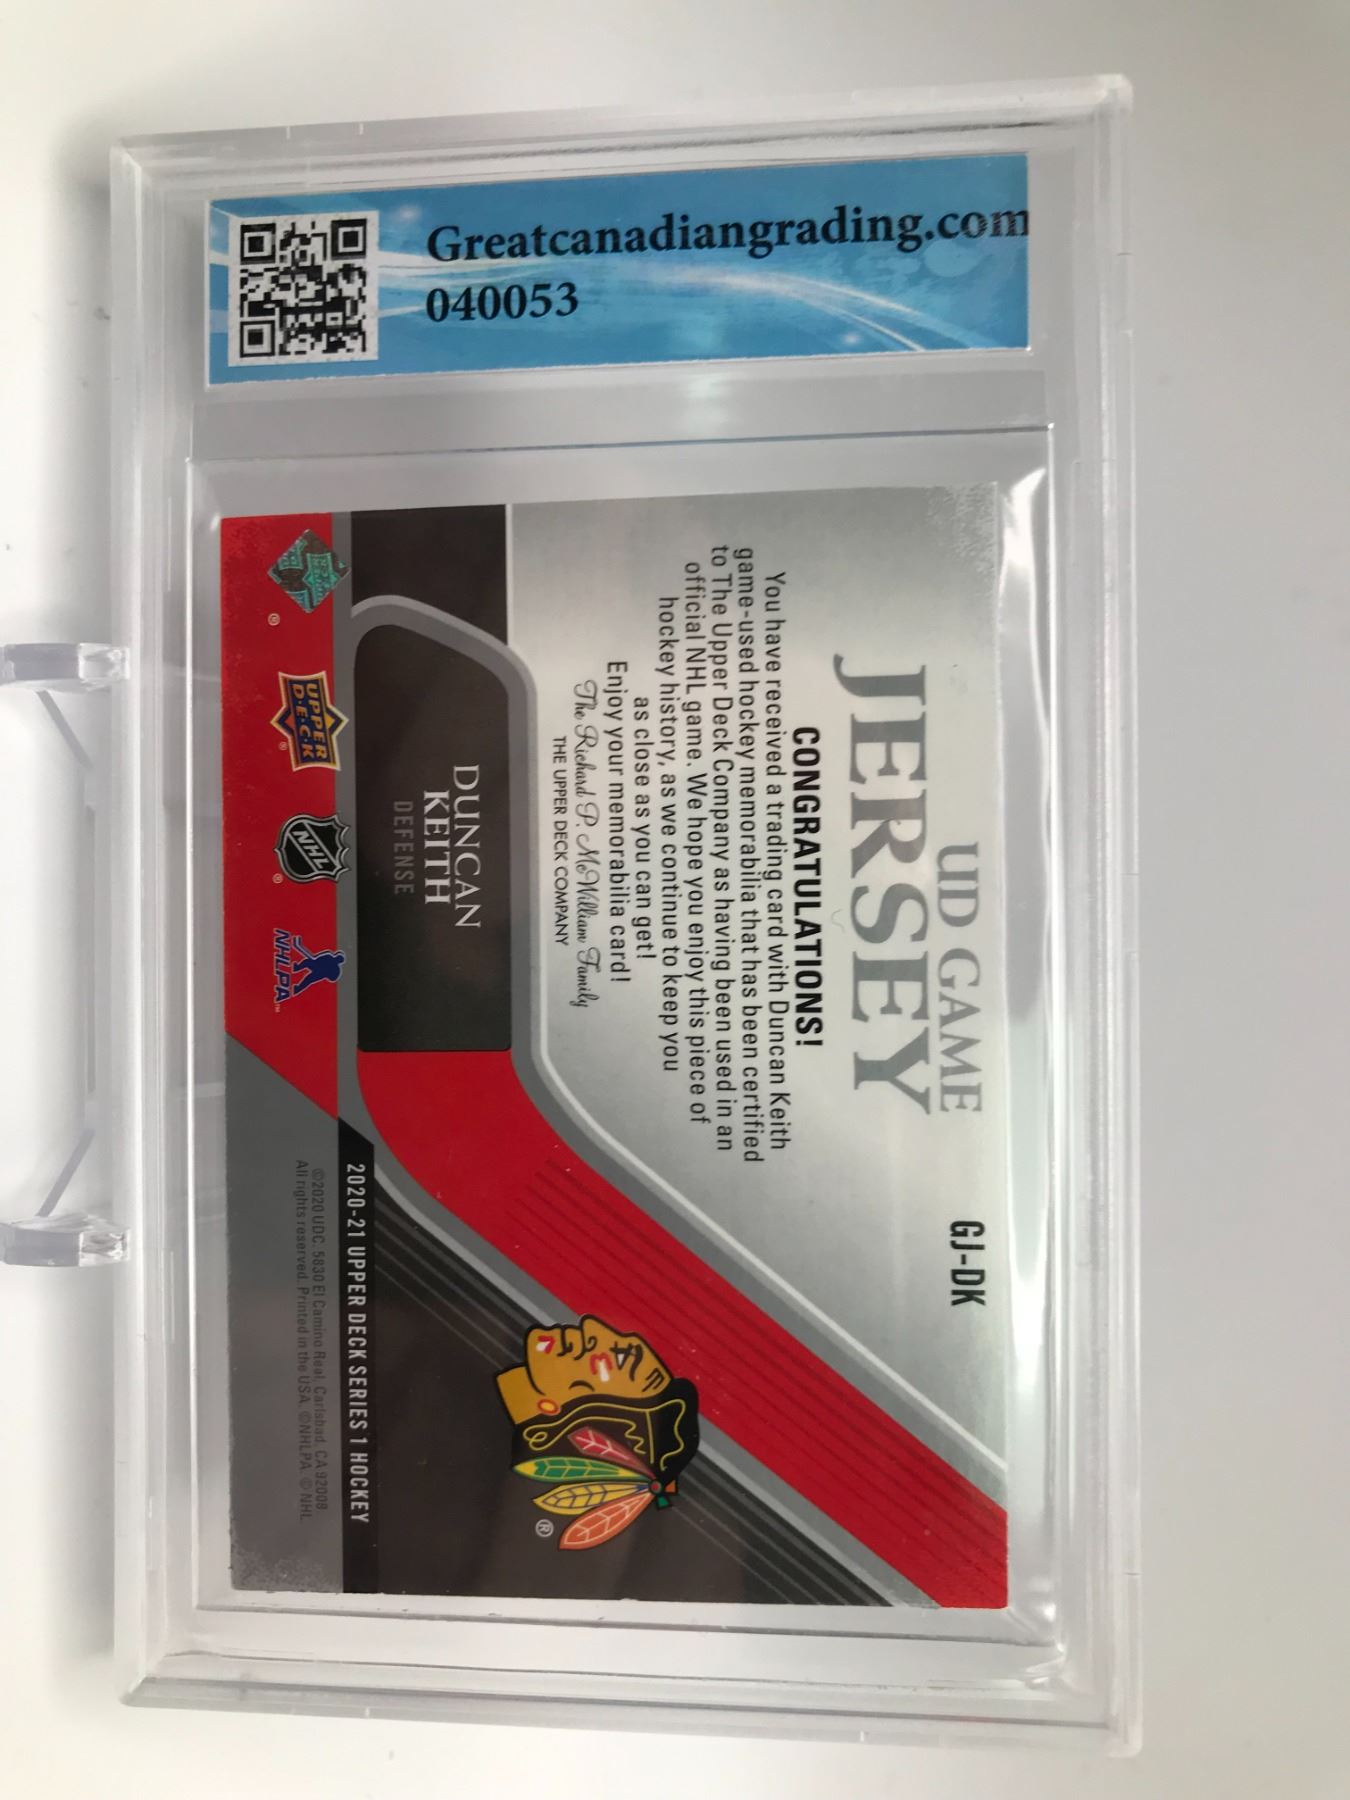 Greatcanadiangrading.com
040053
UD GAME
JERSEY
GJ-DK
CONGRATULATIONS!
You have received a trading card with Duncan Keith
game-used hockey memorabilia that has been certified
to The Upper Deck Company as having been used in an
official NHL game. We hope you enjoy this piece of
hockey history, as we continue to keep you
as close as you can get!
Enjoy your memorabilia card!
The Richard P. McWilliam Family
THE UPPER DECK COMPANY
DUNCAN
KEITH
DEFENSE
®
©
UPPER
D·E·C·K
®
NHL
®
NHLPA™
2020-21 UPPER DECK SERIES 1 HOCKEY
©2020 UDC. 5830 El Camino Real, Carlsbad, CA 92008.
All rights reserved. Printed in the USA. ©NHLPA. © NHL.